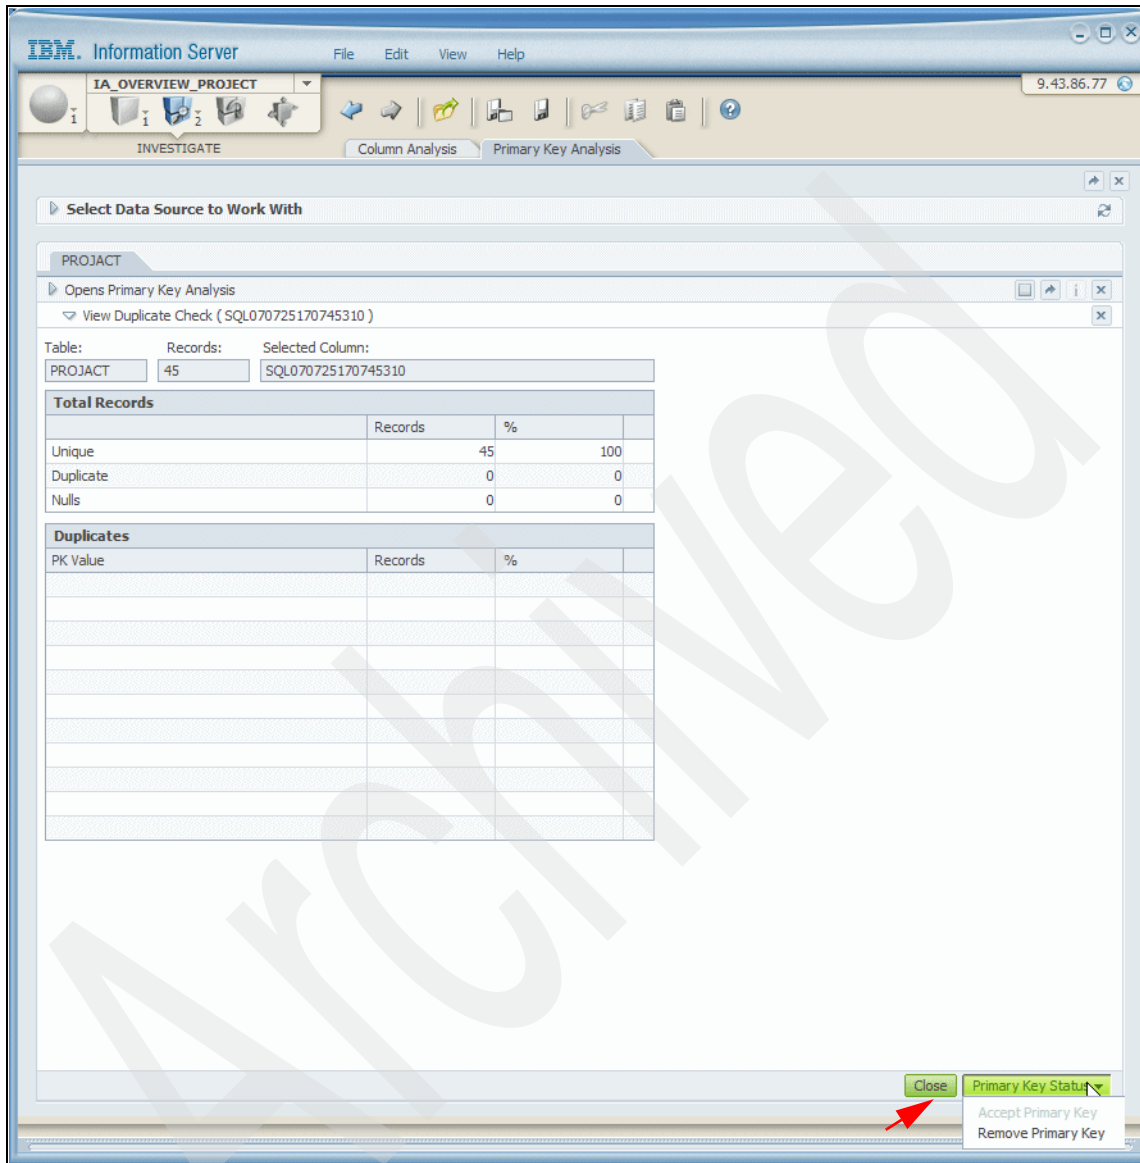 IBM. Information Server File Edit View Help
IA_OVERVIEW_PROJECT 9.43.86.77
1 1 2
INVESTIGATE Column Analysis Primary Key Analysis
Select Data Source to Work With
PROJACT
Opens Primary Key Analysis
View Duplicate Check ( SQL070725170745310 )
Table: Records: Selected Column:
PROJACT 45 SQL070725170745310
Total Records
Records %
Unique 45 100
Duplicate 0 0
Nulls 0 0
Duplicates
PK Value Records %
Close Primary Key Status
Accept Primary Key
Remove Primary Key
Archived